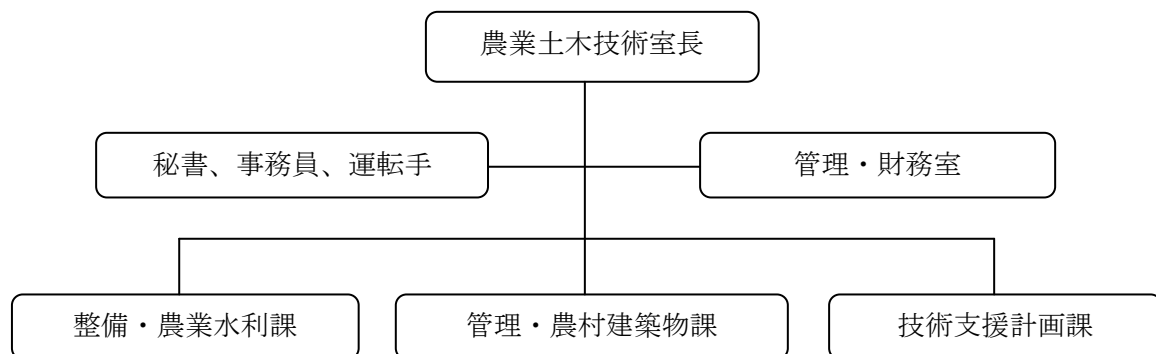 農業土木技術室長
秘書、事務員、運転手
管理・財務室
整備・農業水利課
管理・農村建築物課
技術支援計画課